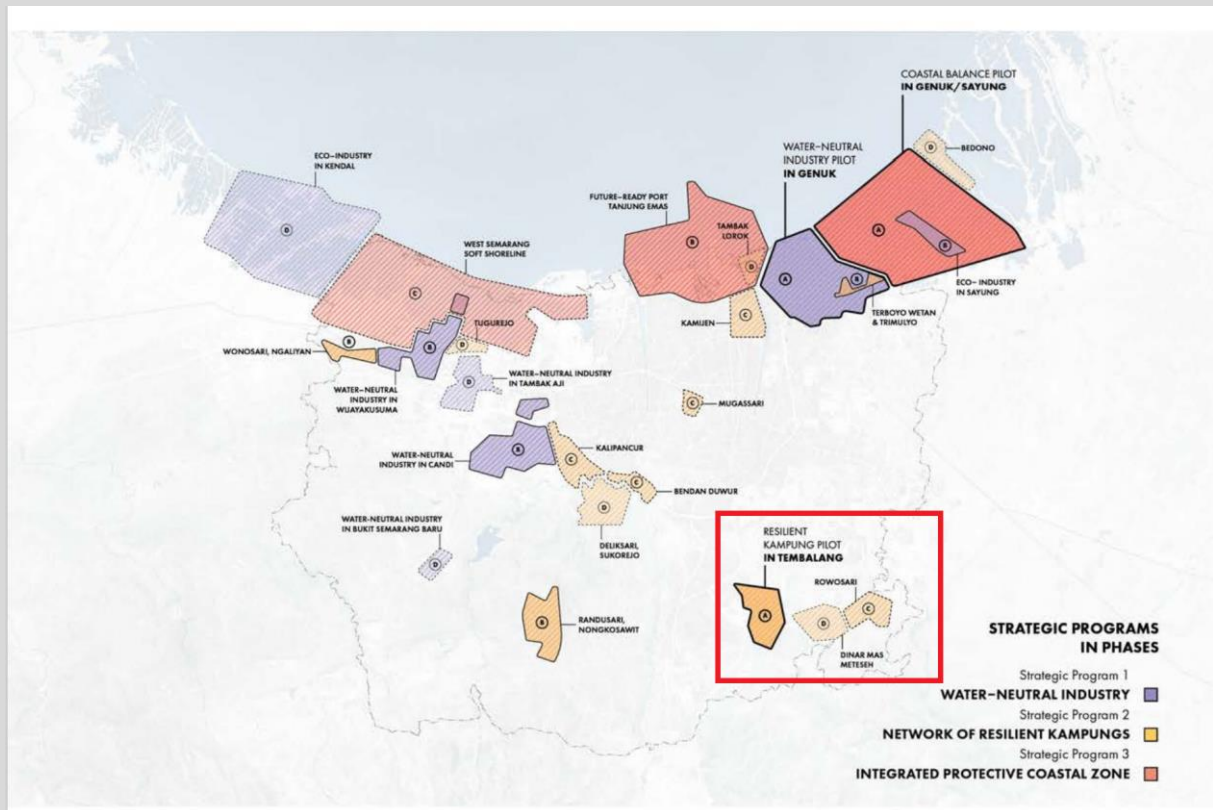 COASTAL BALANCE PILOT
IN GENUK/SAYUNG
D
BEDONO
WATER-NEUTRAL
INDUSTRY PILOT
IN GENUK
ECO-INDUSTRY
IN KENDAL
D
FUTURE-READY PORT
TANJUNG EMAS
TAMBAK
LOROK
B
D
A
A
B
B
ECO- INDUSTRY
IN SAYUNG
TERBOYO WETAN
& TRIMULYO
WEST SEMARANG
SOFT SHORELINE
C
KAMIJEN
C
TUGUREJO
B
B
D
WONOSARI, NGALIYAN
WATER-NEUTRAL
INDUSTRY IN
WIJAYAKUSUMA
D
WATER-NEUTRAL INDUSTRY
IN TAMBAK AJI
C
MUGASSARI
WATER-NEUTRAL
INDUSTRY IN CANDI
B
C
KALIPANCUR
C
BENDAN DUWUR
D
DELIKSARI,
SUKOREJO
WATER-NEUTRAL INDUSTRY
IN BUKIT SEMARANG BARU
D
RESILIENT
KAMPUNG PILOT
IN TEMBALANG
ROWOSARI
A
D
C
DINAR MAS
METESEH
B
RANDUSARI,
NONGKOSAWIT
STRATEGIC PROGRAMS
IN PHASES
Strategic Program 1
WATER-NEUTRAL INDUSTRY
Strategic Program 2
NETWORK OF RESILIENT KAMPUNGS
Strategic Program 3
INTEGRATED PROTECTIVE COASTAL ZONE